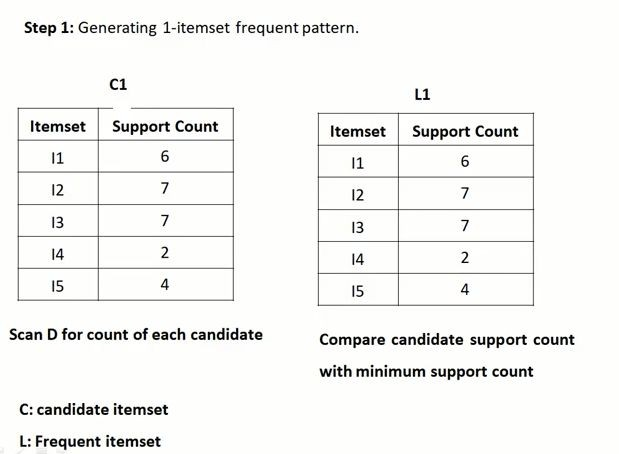 Step 1: Generating 1-itemset frequent pattern.
C1
Itemset Support Count
I1 6
I2 7
I3 7
I4 2
I5 4
Scan D for count of each candidate
L1
Itemset Support Count
I1 6
I2 7
I3 7
I4 2
I5 4
Compare candidate support count
with minimum support count
C: candidate itemset
L: Frequent itemset